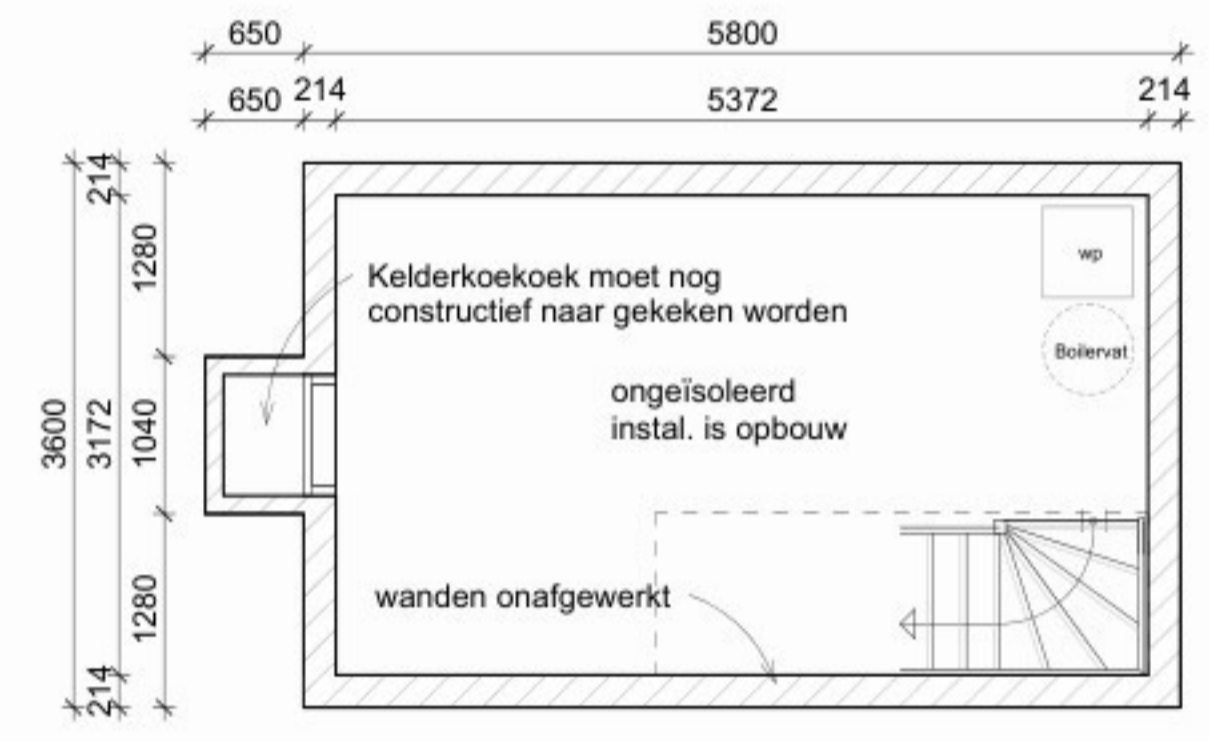 650
5800
650
214
5372
214
214
1280
3600
3172
1040
1280
214
wp
Kelderkoekoek moet nog
constructief naar gekeken worden
Boilervat
ongeïsoleerd
instal. is opbouw
wanden onafgewerkt